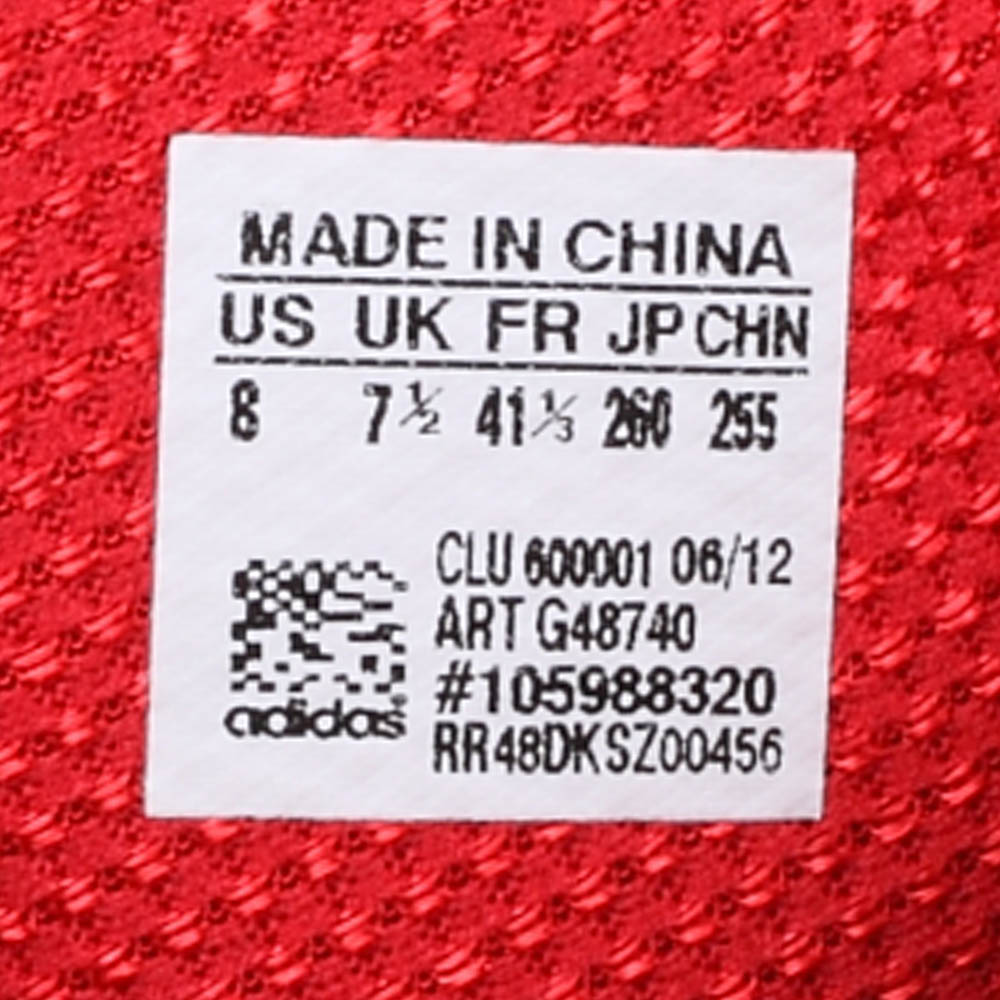 MADE IN CHINA
US UK FR JP CHN
8 7½ 41⅓ 260 255
CLU 600001 06/12
ART G48740
#105988320
RR48DKSZ00456
adidas